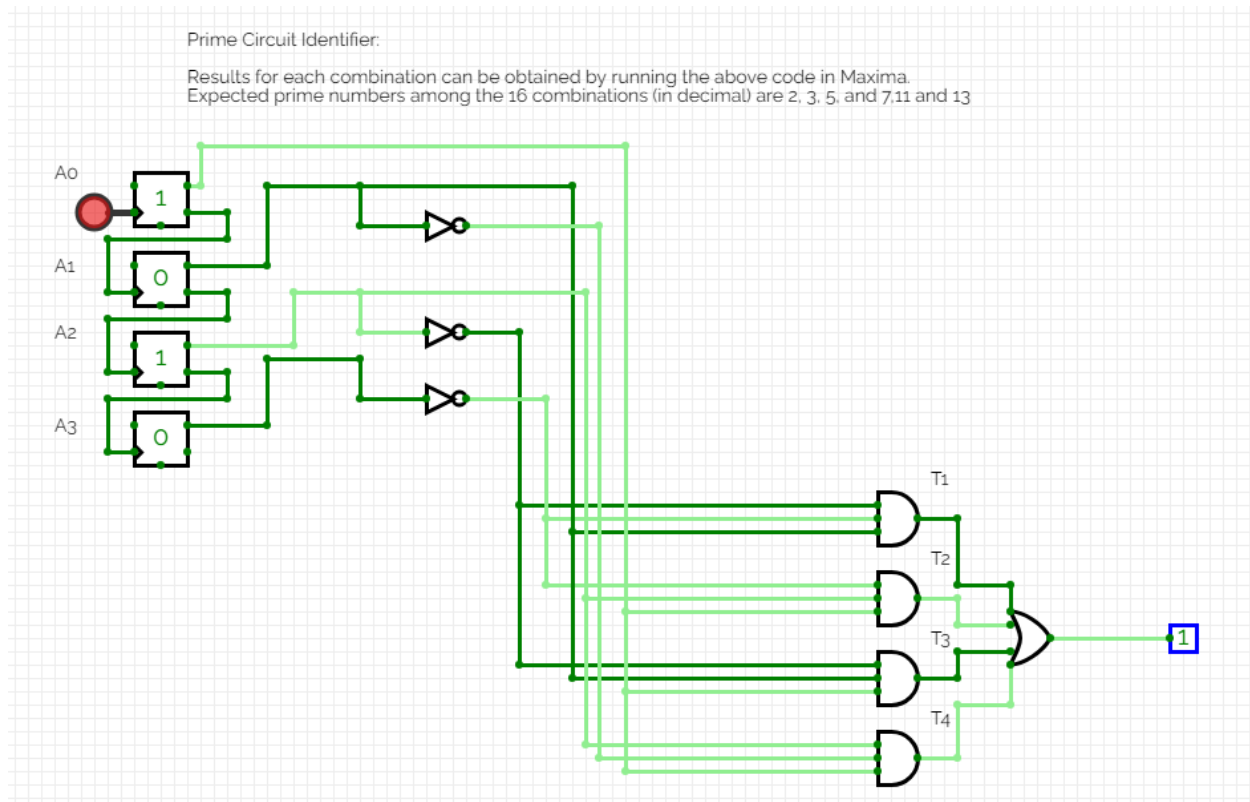 Prime Circuit Identifier:
Results for each combination can be obtained by running the above code in Maxima.
Expected prime numbers among the 16 combinations (in decimal) are 2, 3, 5, and 7,11 and 13
A0
1
A1
0
A2
1
A3
0
T1
T2
T3
1
T4